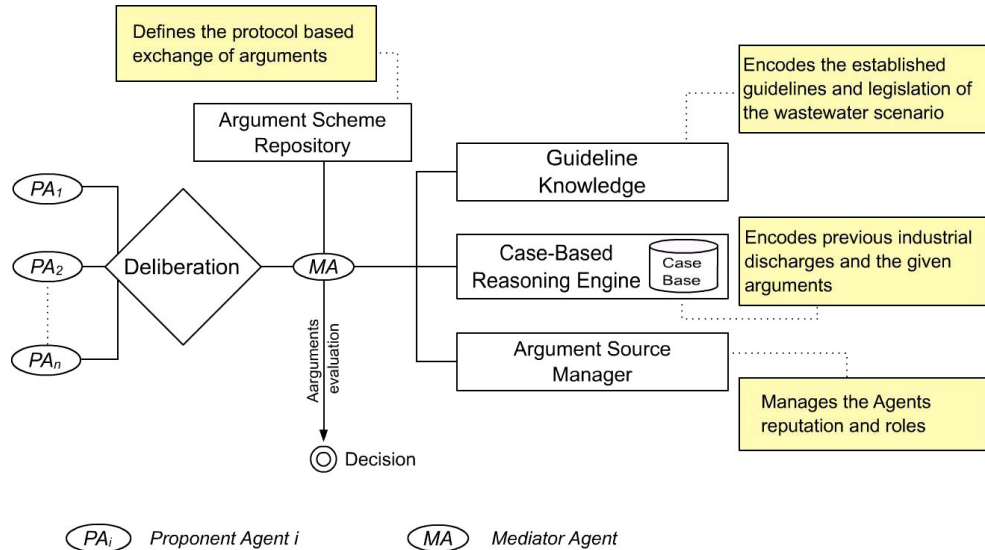 Defines the protocol based
exchange of arguments
Encodes the established
guidelines and legislation of
the wastewater scenario
Argument Scheme
Repository
Guideline
Knowledge
PA1
PA2
PAn
Deliberation
MA
Case-Based
Reasoning Engine
Case
Base
Encodes previous industrial
discharges and the given
arguments
Aarguments
evaluation
Argument Source
Manager
Manages the Agents
reputation and roles
Decision
PAi Proponent Agent i
MA Mediator Agent